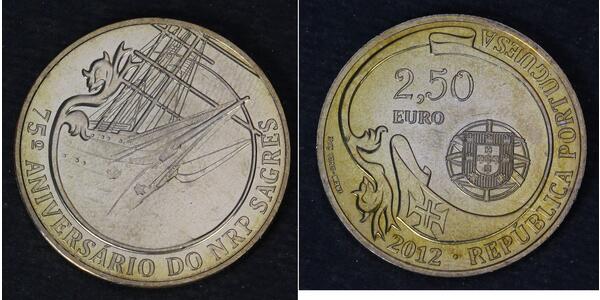 75º ANIVERSÁRIO DO NRP SAGRES
2,50
EURO
2012 · REPÚBLICA PORTUGUESA